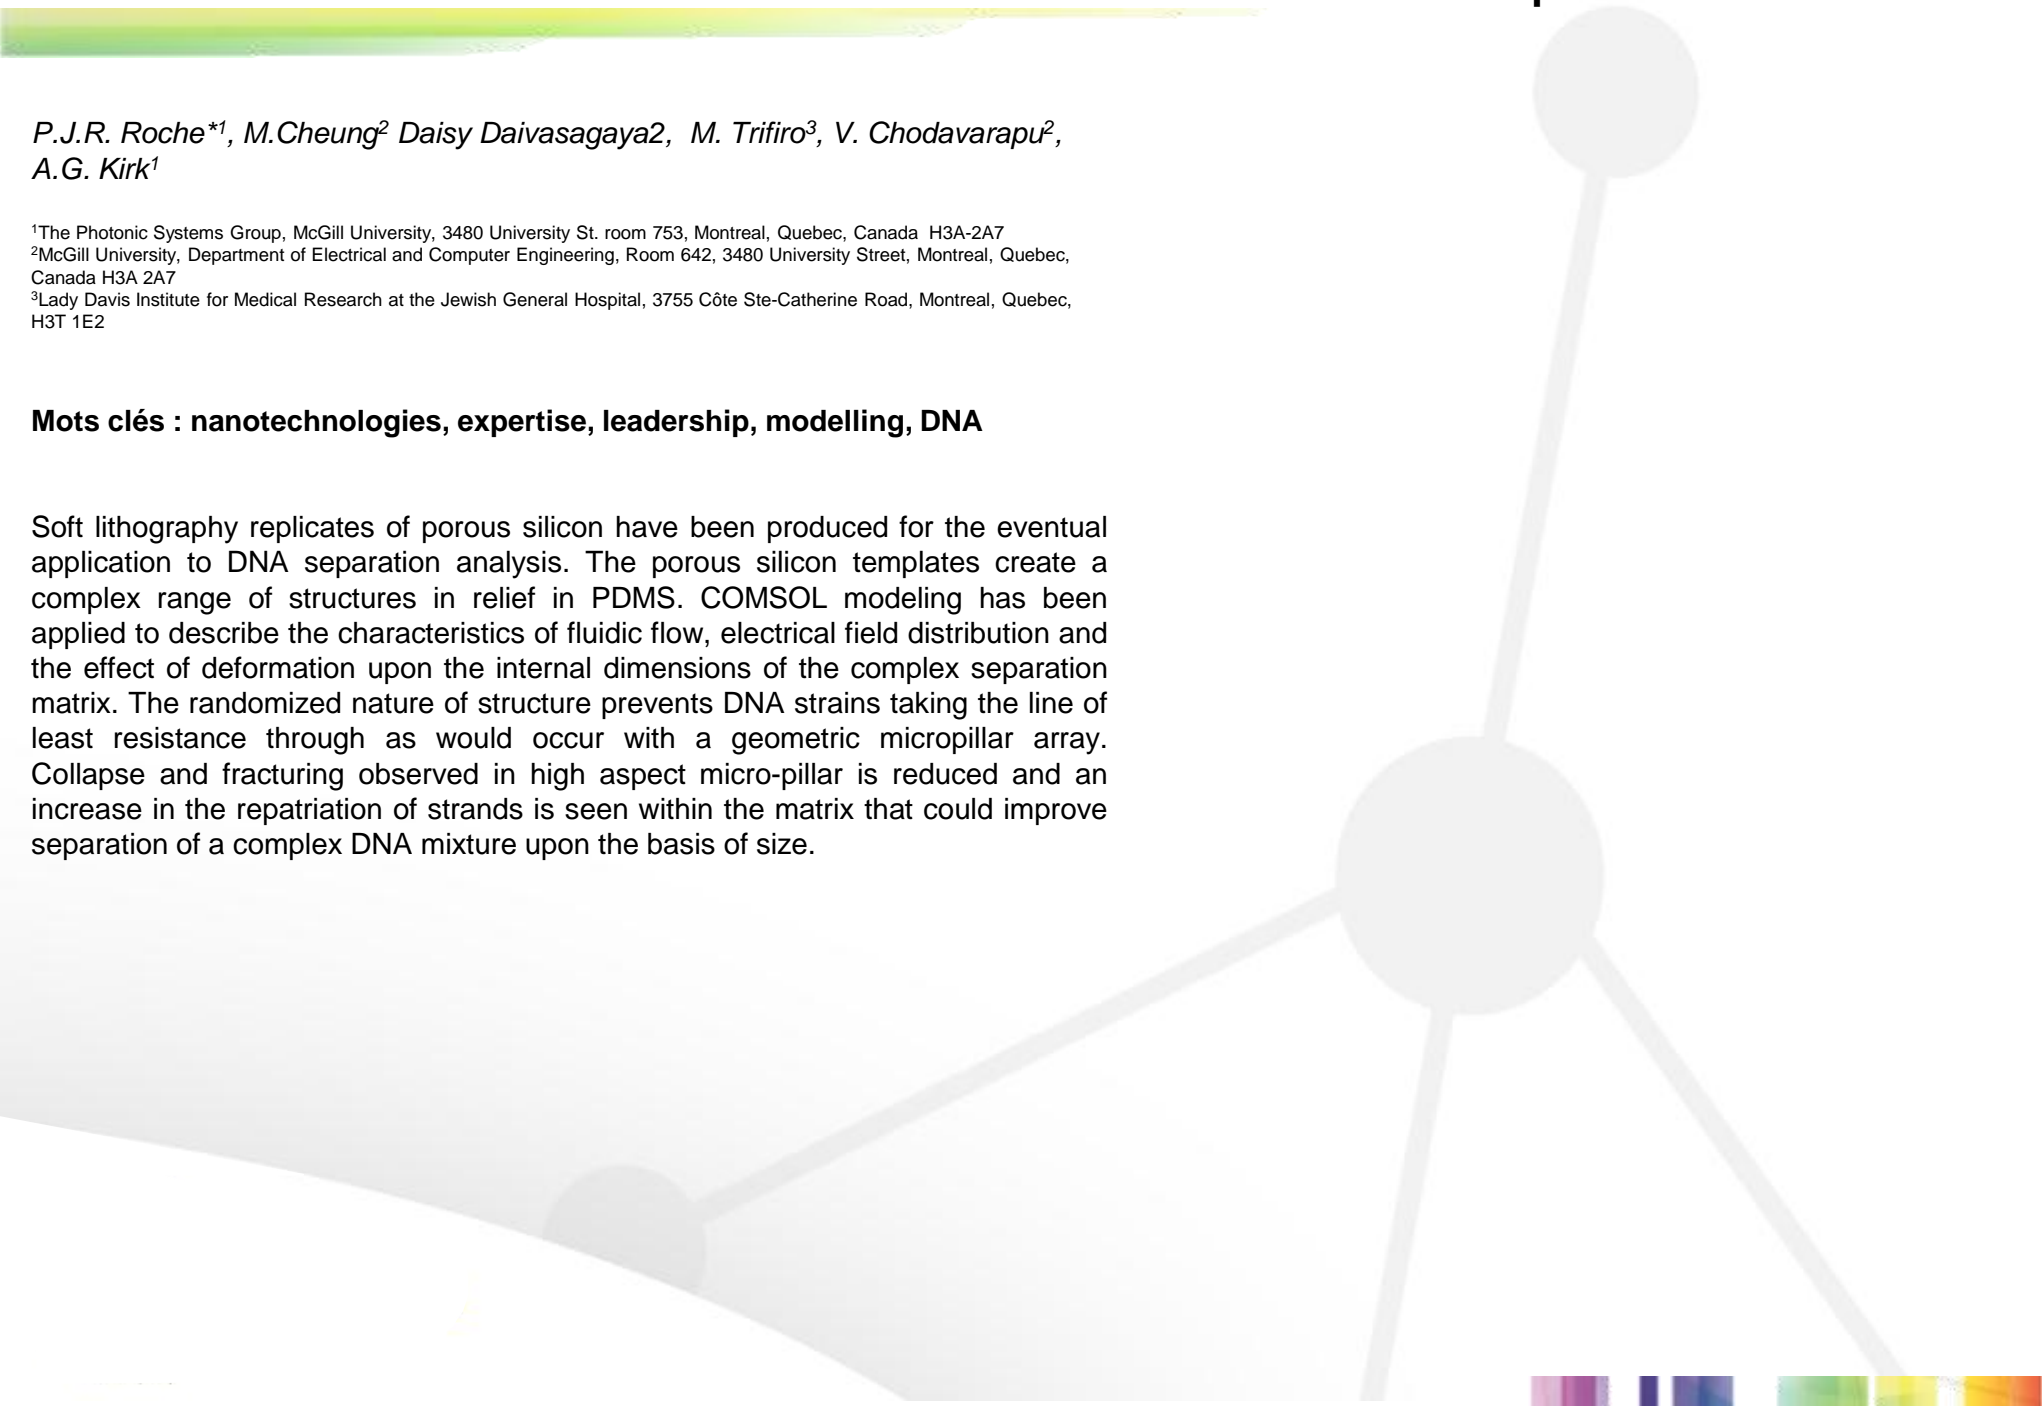 P.J.R. Roche*1, M.Cheung2 Daisy Daivasagaya2, M. Trifiro3, V. Chodavarapu2,
A.G. Kirk1
1The Photonic Systems Group, McGill University, 3480 University St. room 753, Montreal, Quebec, Canada H3A-2A7
2McGill University, Department of Electrical and Computer Engineering, Room 642, 3480 University Street, Montreal, Quebec,
Canada H3A 2A7
3Lady Davis Institute for Medical Research at the Jewish General Hospital, 3755 Côte Ste-Catherine Road, Montreal, Quebec,
H3T 1E2
Mots clés : nanotechnologies, expertise, leadership, modelling, DNA
Soft lithography replicates of porous silicon have been produced for the eventual
application to DNA separation analysis. The porous silicon templates create a
complex range of structures in relief in PDMS. COMSOL modeling has been
applied to describe the characteristics of fluidic flow, electrical field distribution and
the effect of deformation upon the internal dimensions of the complex separation
matrix. The randomized nature of structure prevents DNA strains taking the line of
least resistance through as would occur with a geometric micropillar array.
Collapse and fracturing observed in high aspect micro-pillar is reduced and an
increase in the repatriation of strands is seen within the matrix that could improve
separation of a complex DNA mixture upon the basis of size.